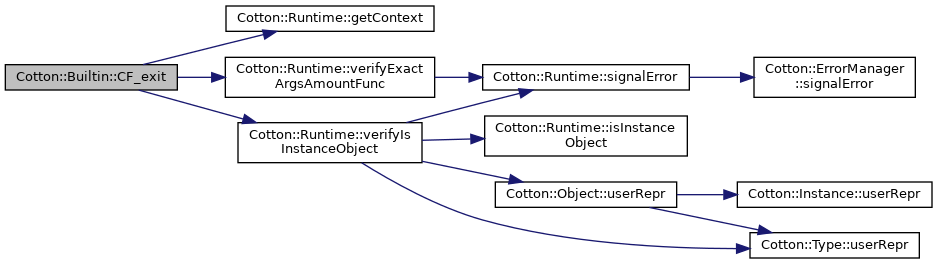 Cotton::Builtin::CF_exit
Cotton::Runtime::getContext
Cotton::Runtime::verifyExact
ArgsAmountFunc
Cotton::Runtime::verifyIs
InstanceObject
Cotton::Runtime::signalError
Cotton::Runtime::isInstance
Object
Cotton::Object::userRepr
Cotton::ErrorManager
::signalError
Cotton::Instance::userRepr
Cotton::Type::userRepr